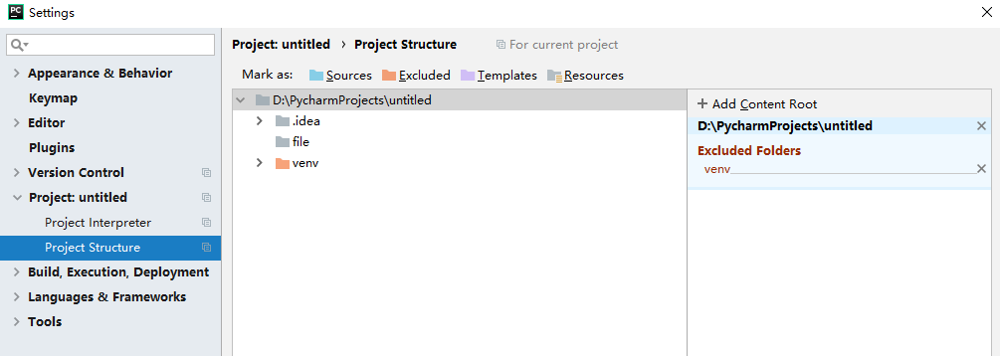 PC Settings
Project: untitled › Project Structure For current project
Appearance & Behavior
Keymap
Editor
Plugins
Version Control
Project: untitled
Project Interpreter
Project Structure
Build, Execution, Deployment
Languages & Frameworks
Tools
Mark as: Sources Excluded Templates Resources
D:\PycharmProjects\untitled
.idea
file
venv
+ Add Content Root
D:\PycharmProjects\untitled
Excluded Folders
venv